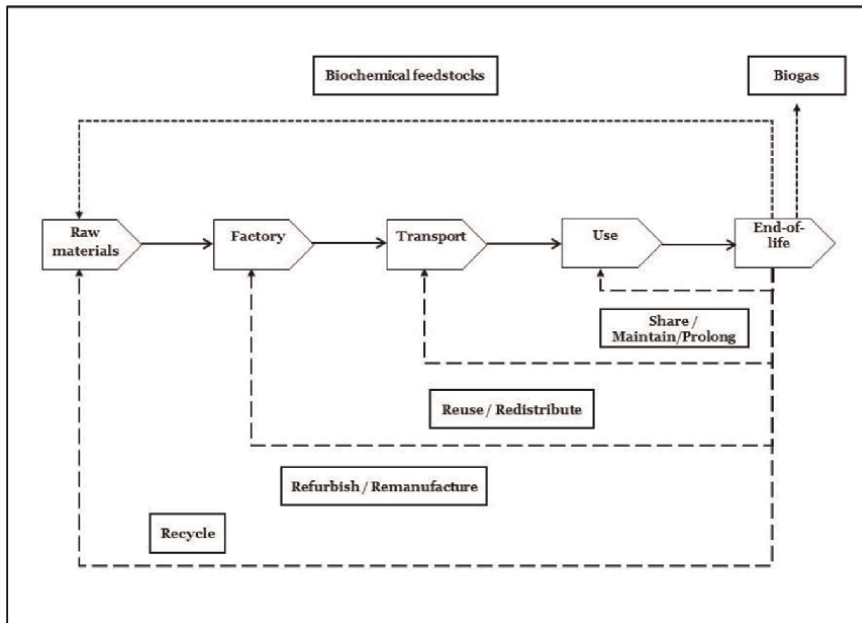 Biochemical feedstocks
Biogas
Raw
materials
Factory
Transport
Use
End-of-
life
Share /
Maintain/Prolong
Reuse / Redistribute
Refurbish / Remanufacture
Recycle